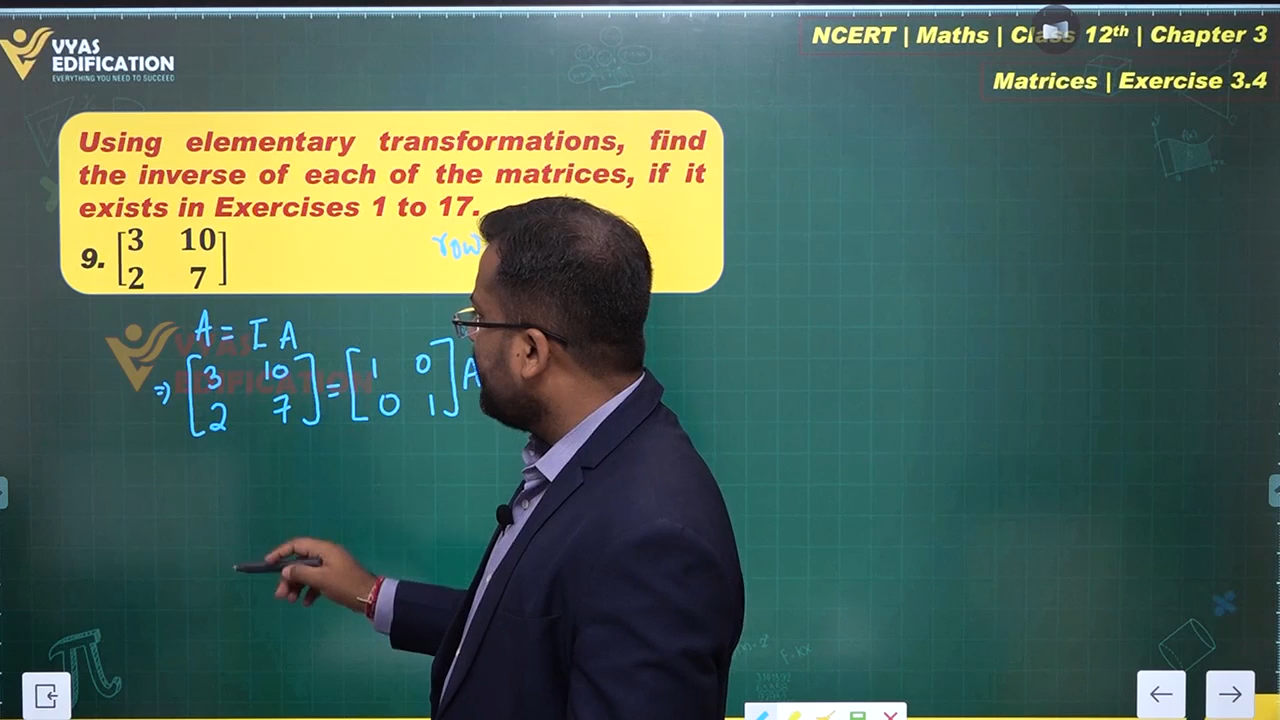 VYAS
EDIFICATION
EVERYTHING YOU NEED TO SUCCEED
NCERT | Maths | Class 12th | Chapter 3
Matrices | Exercise 3.4
Using elementary transformations, find
the inverse of each of the matrices, if it
exists in Exercises 1 to 17.
9. [3 10
2 7]
row
A = I A
⇒ [3 10
2 7] = [1 0
0 1] A
VYAS
EDIFICATION